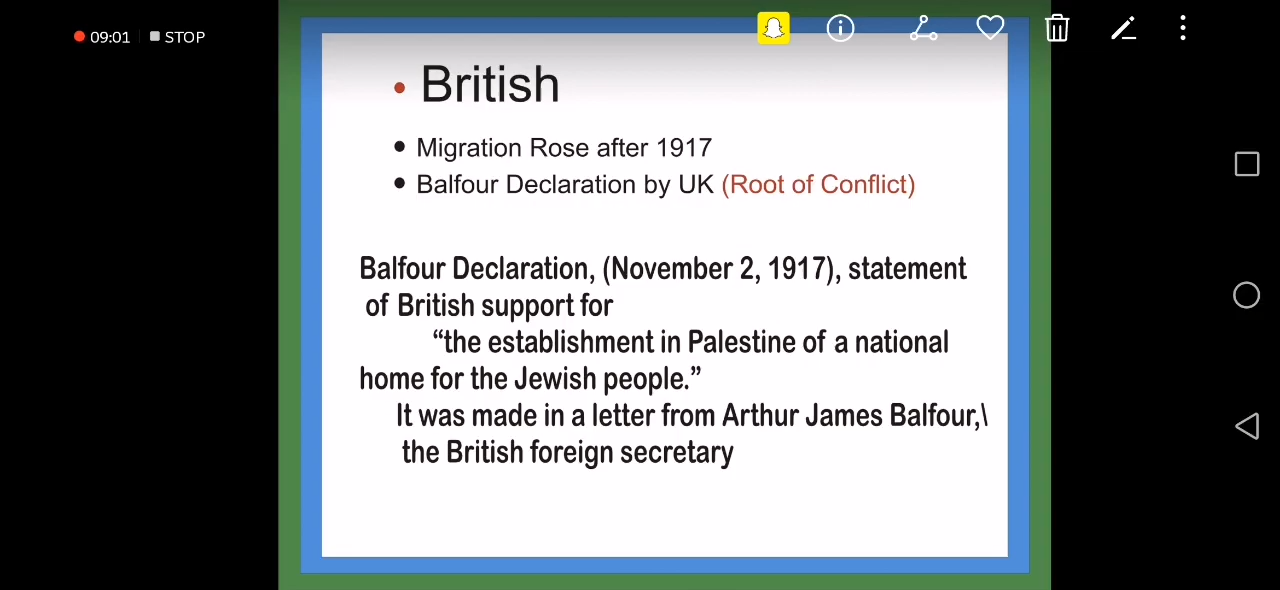 09:01 STOP
• British
• Migration Rose after 1917
• Balfour Declaration by UK (Root of Conflict)
Balfour Declaration, (November 2, 1917), statement
of British support for
“the establishment in Palestine of a national
home for the Jewish people.”
It was made in a letter from Arthur James Balfour,\
the British foreign secretary